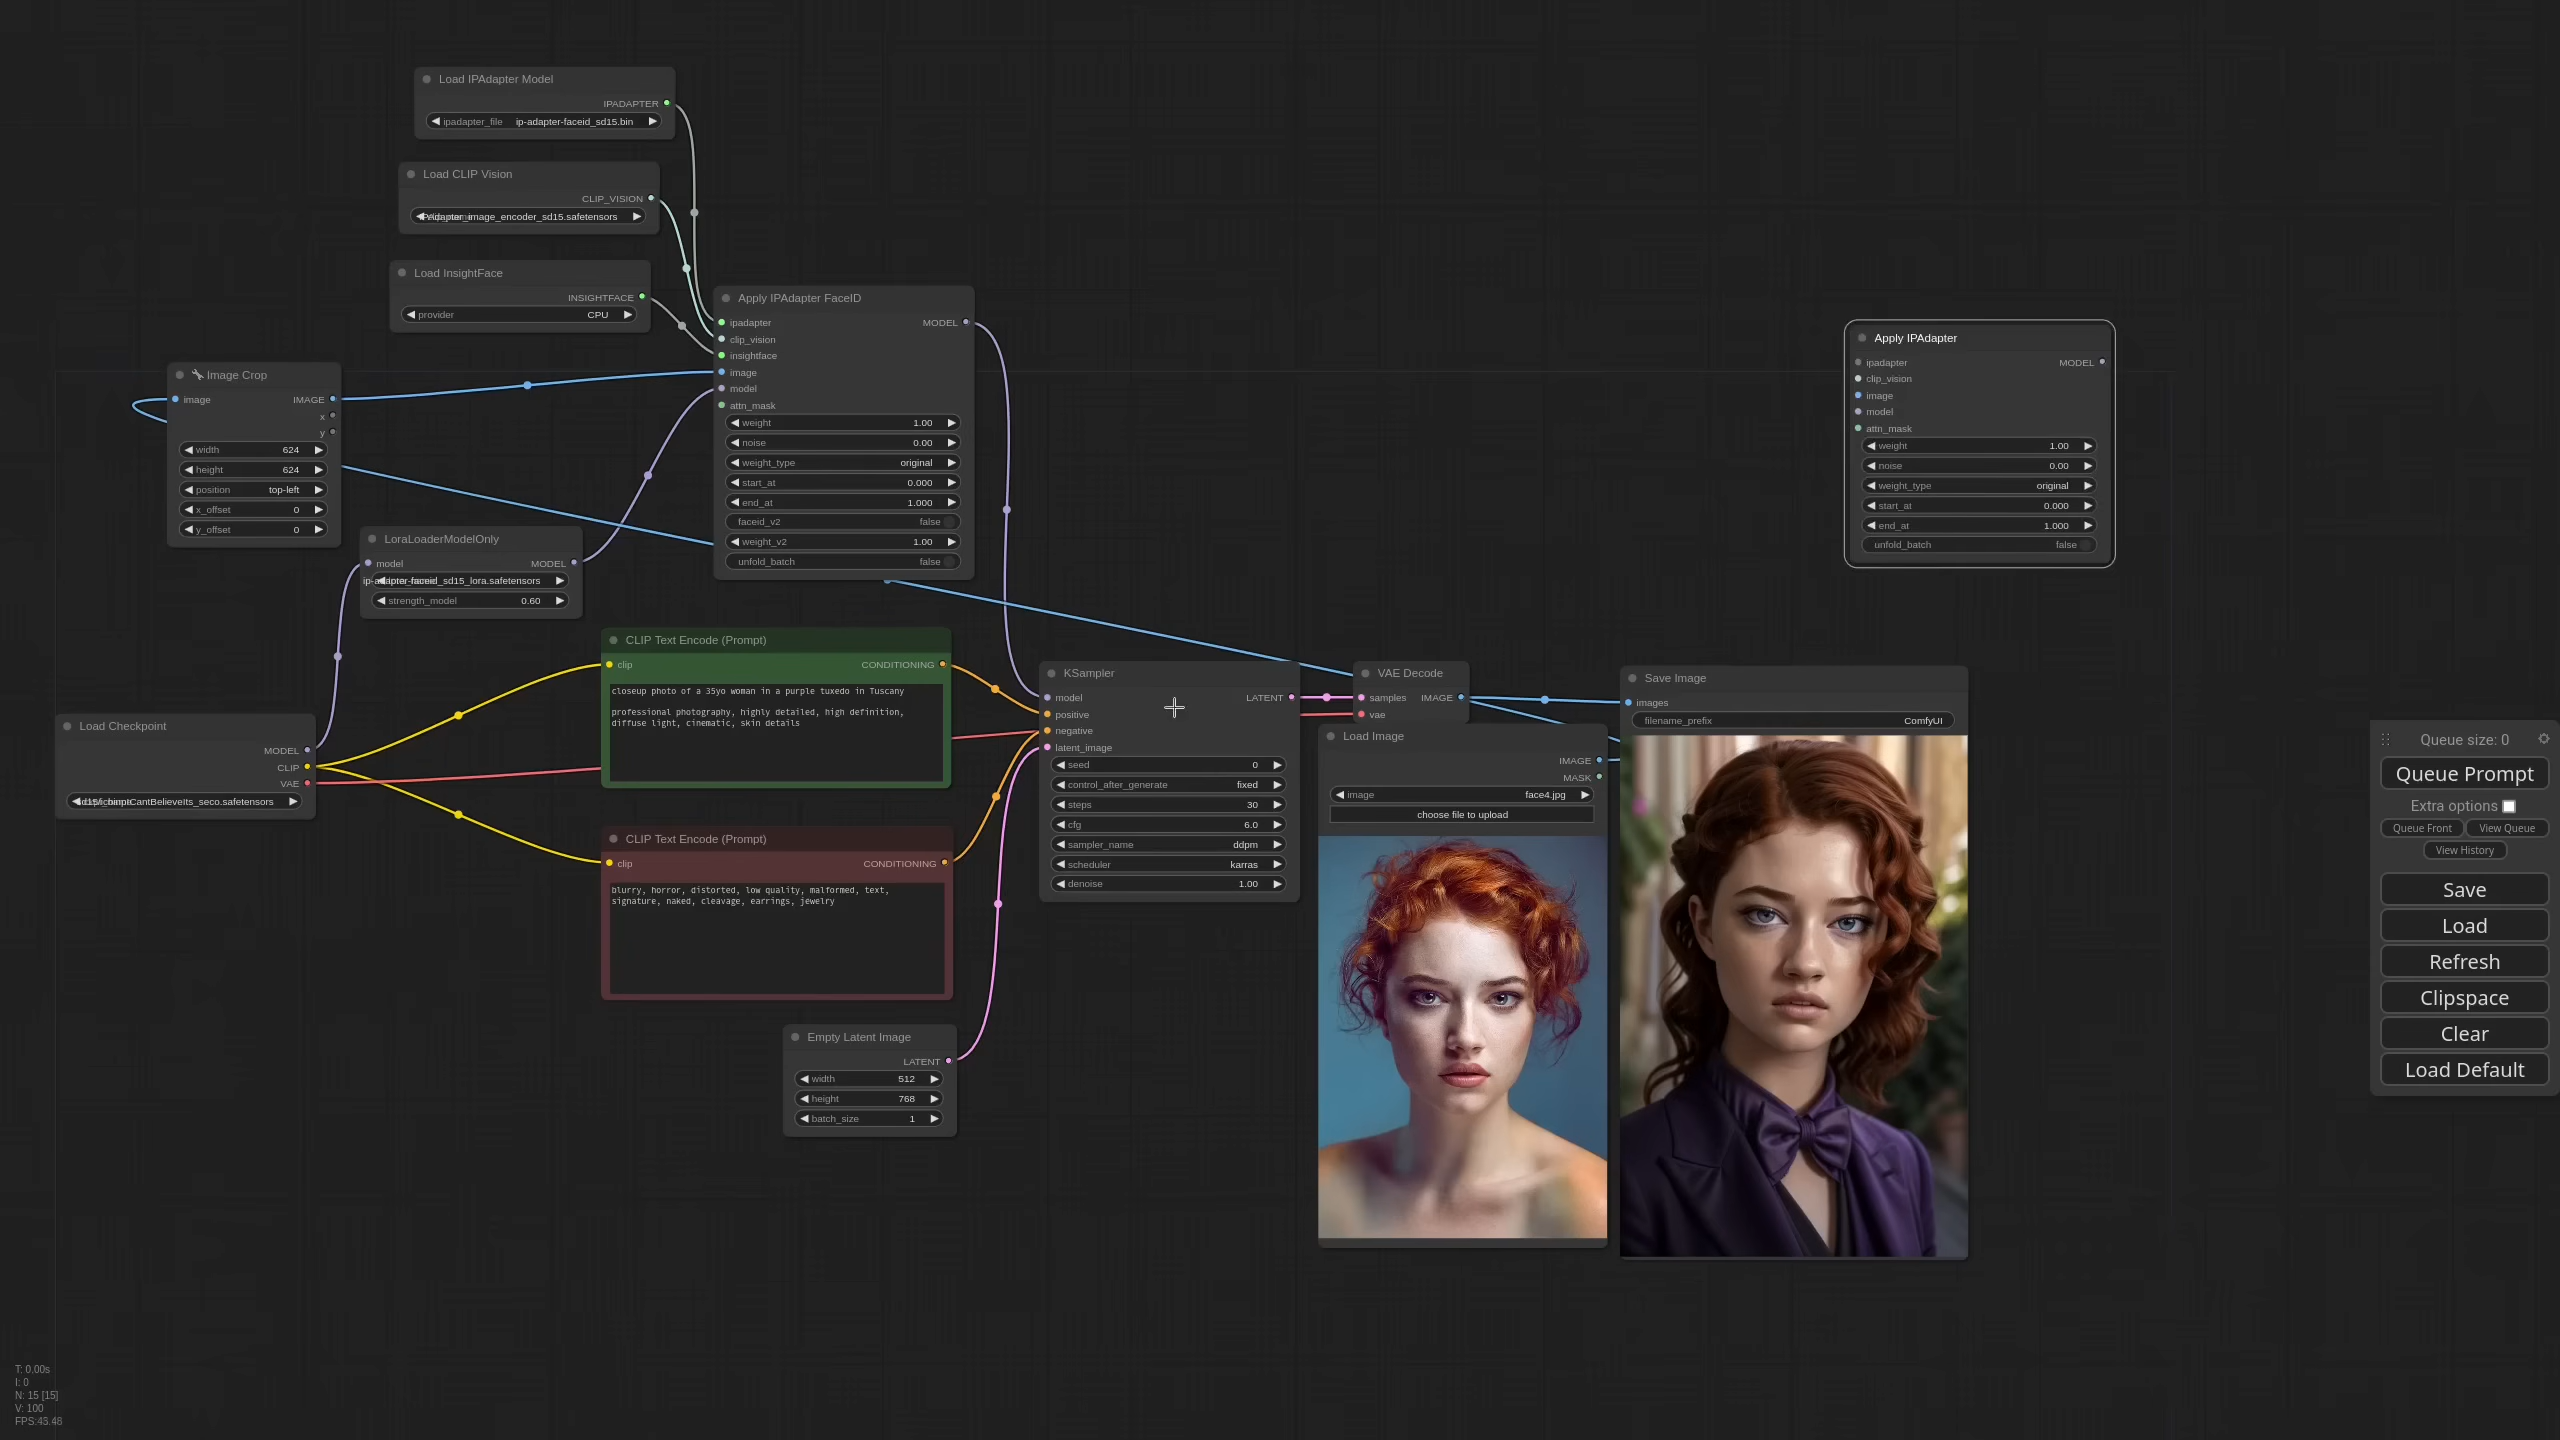 Load IPAdapter Model
IPADAPTER
ipadapter_file ip-adapter-faceid_sd15.bin
Load CLIP Vision
CLIP_VISION
IPAdapter_image_encoder_sd15.safetensors
Load InsightFace
INSIGHTFACE
provider CPU
Apply IPAdapter FaceID
ipadapter MODEL
clip_vision
insightface
image
model
attn_mask
weight 1.00
noise 0.00
weight_type original
start_at 0.000
end_at 1.000
faceid_v2 false
weight_v2 1.00
unfold_batch false
Apply IPAdapter
ipadapter MODEL
clip_vision
image
model
attn_mask
weight 1.00
noise 0.00
weight_type original
start_at 0.000
end_at 1.000
unfold_batch false
Image Crop
image IMAGE
x
y
width 624
height 624
position top-left
x_offset 0
y_offset 0
LoraLoaderModelOnly
model MODEL
ip-adapter-faceid_sd15_lora.safetensors
strength_model 0.60
Load Checkpoint
MODEL
CLIP
VAE
CantBelieveIts_seco.safetensors
CLIP Text Encode (Prompt)
clip CONDITIONING
closeup photo of a 35yo woman in a purple tuxedo in Tuscany
professional photography, highly detailed, high definition,
diffuse light, cinematic, skin details
CLIP Text Encode (Prompt)
clip CONDITIONING
blurry, horror, distorted, low quality, malformed, text,
signature, naked, cleavage, earrings, jewelry
Empty Latent Image
LATENT
width 512
height 768
batch_size 1
KSampler
model LATENT
positive
negative
latent_image
seed 0
control_after_generate fixed
steps 30
cfg 6.0
sampler_name ddpm
scheduler karras
denoise 1.00
VAE Decode
samples IMAGE
vae
Load Image
IMAGE
MASK
image face4.jpg
choose file to upload
Save Image
images
filename_prefix ComfyUI
Queue size: 0
Queue Prompt
Extra options
Queue Front View Queue
View History
Save
Load
Refresh
Clipspace
Clear
Load Default
T: 0.00s
I: 0
N: 15 [15]
V: 100
FPS:43.48